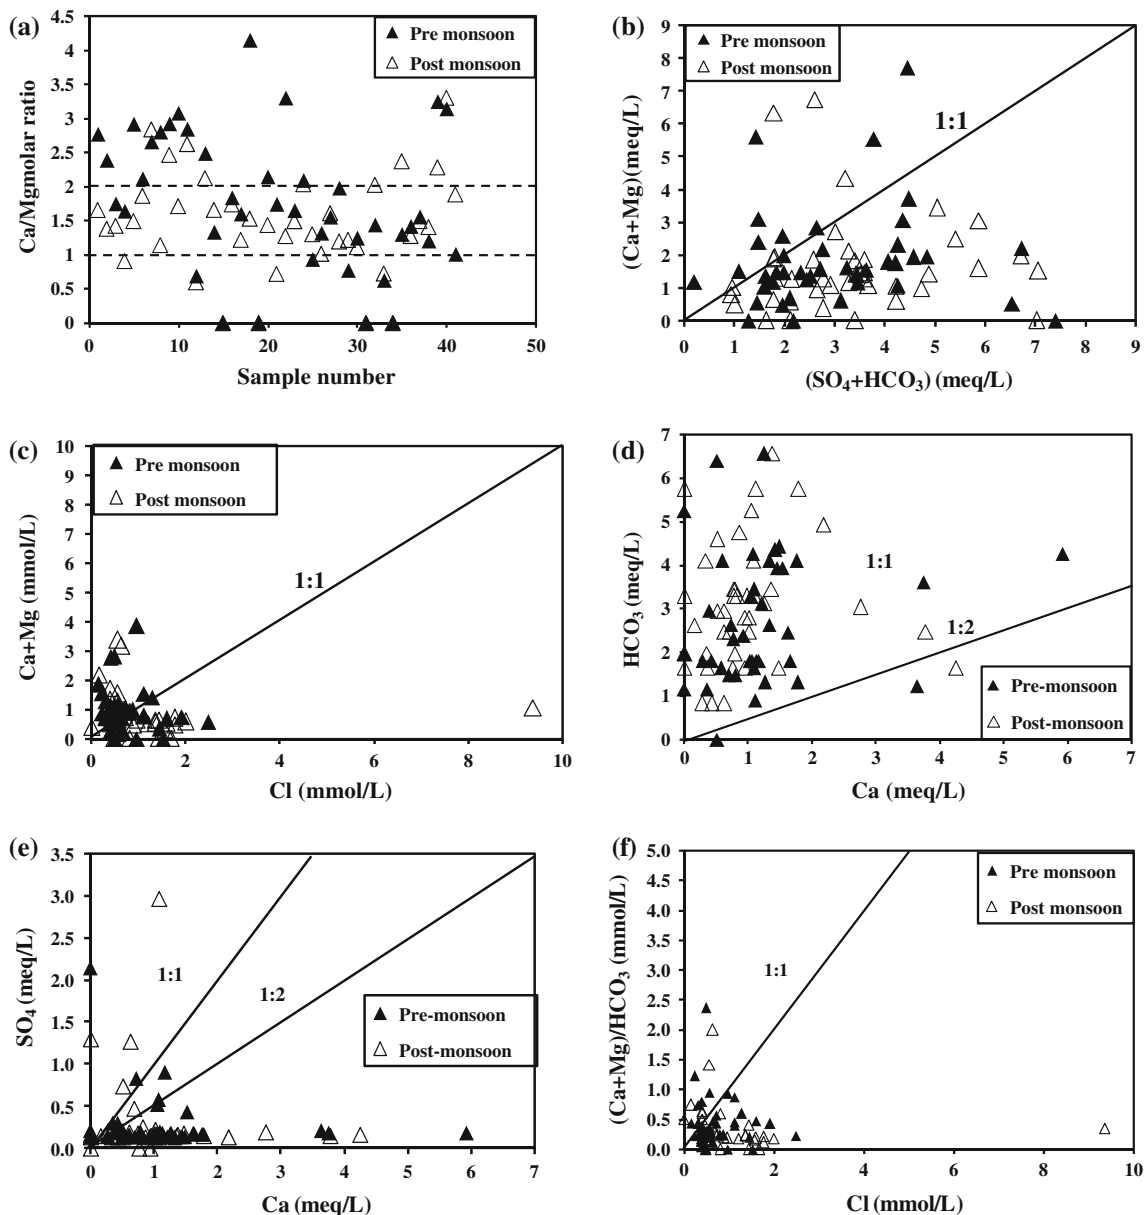 (a)
Ca/Mgmolar ratio
4.5
4
3.5
3
2.5
2
1.5
1
0.5
0
0 10 20 30 40 50
Sample number
Pre monsoon
Post monsoon
(b)
(Ca+Mg)(meq/L)
9
8
7
6
5
4
3
2
1
0
0 1 2 3 4 5 6 7 8 9
(SO4+HCO3) (meq/L)
Pre monsoon
Post monsoon
1:1
(c)
Ca+Mg (mmol/L)
10
9
8
7
6
5
4
3
2
1
0
0 2 4 6 8 10
Cl (mmol/L)
Pre monsoon
Post monsoon
1:1
(d)
HCO3 (meq/L)
7
6
5
4
3
2
1
0
0 1 2 3 4 5 6 7
Ca (meq/L)
1:1
1:2
Pre-monsoon
Post-monsoon
(e)
SO4 (meq/L)
3.5
3.0
2.5
2.0
1.5
1.0
0.5
0.0
0 1 2 3 4 5 6 7
Ca (meq/L)
1:1
1:2
Pre-monsoon
Post-monsoon
(f)
((Ca+Mg)/HCO3 (mmol/L)
5.0
4.5
4.0
3.5
3.0
2.5
2.0
1.5
1.0
0.5
0.0
0 2 4 6 8 10
Cl (mmol/L)
Pre monsoon
Post monsoon
1:1